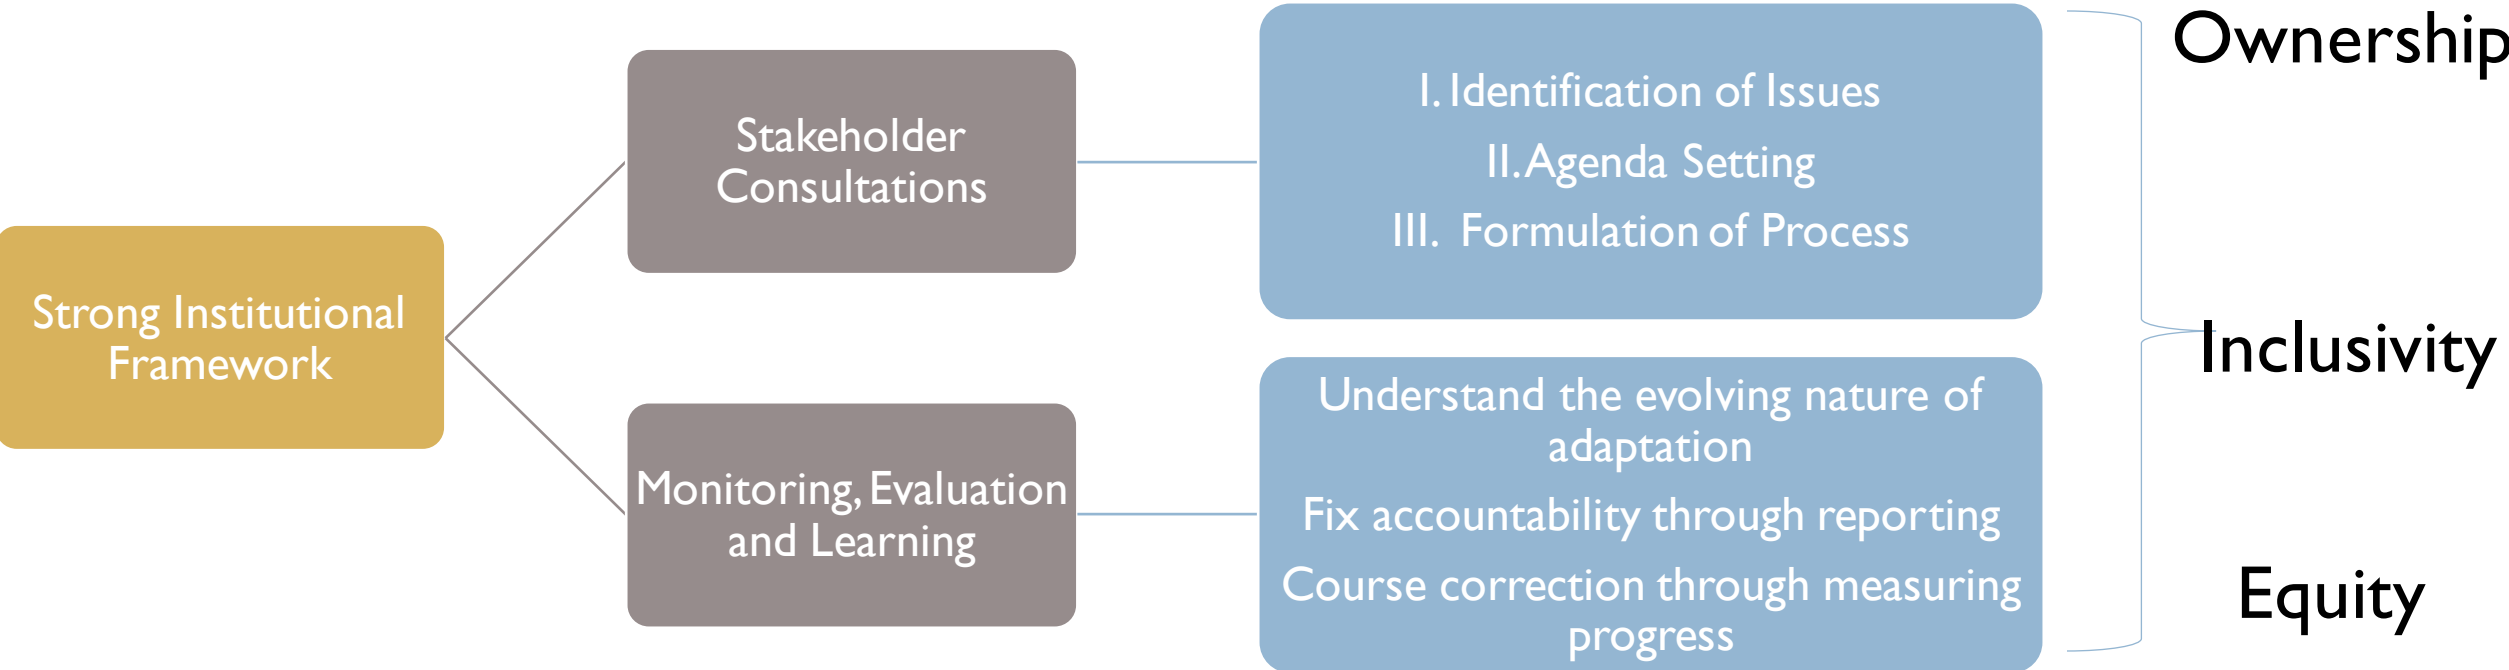 Strong Institutional
Framework
Stakeholder
Consultations
I. Identification of Issues
II. Agenda Setting
III. Formulation of Process
Monitoring, Evaluation
and Learning
Understand the evolving nature of
adaptation
Fix accountability through reporting
Course correction through measuring
progress
Ownership
Inclusivity
Equity